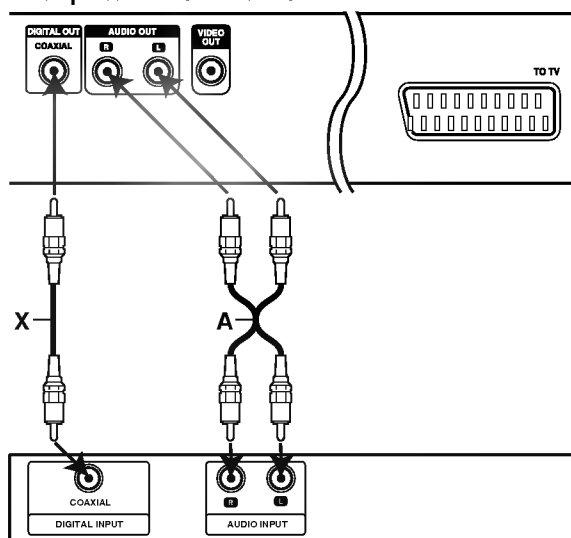 DIGITAL OUT
COAXIAL
AUDIO OUT
R
L
VIDEO
OUT
TO TV
X
A
COAXIAL
DIGITAL INPUT
R
L
AUDIO INPUT